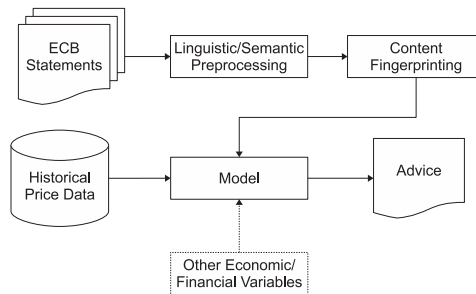 ECB
Statements
Linguistic/Semantic
Preprocessing
Content
Fingerprinting
Historical
Price Data
Model
Advice
Other Economic/
Financial Variables